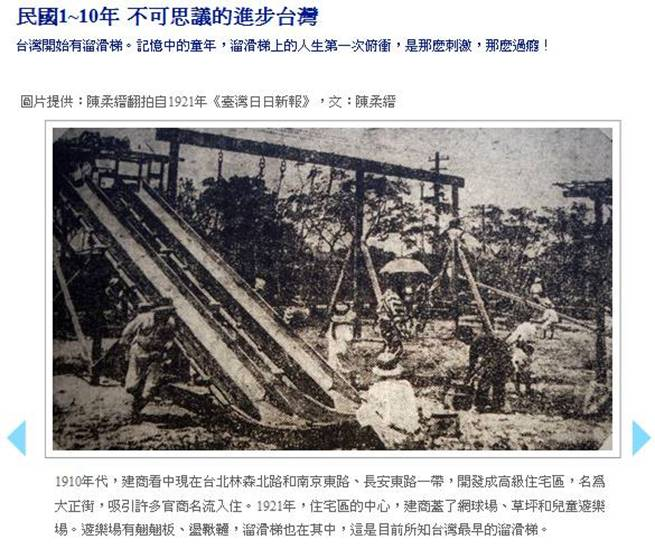 民國1~10年 不可思議的進步台灣
台灣開始有溜滑梯。記憶中的童年，溜滑梯上的人生第一次俯衝，是那麼刺激，那麼過癮！
圖片提供：陳柔縉翻拍自1921年《臺灣日日新報》，文：陳柔縉
1910年代，建商看中現在台北林森北路和南京東路、長安東路一帶，開發成高級住宅區，名為
大正街，吸引許多官商名流入住。1921年，住宅區的中心，建商蓋了網球場、草坪和兒童遊樂
場。遊樂場有翹翹板、盪鞦韆，溜滑梯也在其中，這是目前所知台灣最早的溜滑梯。